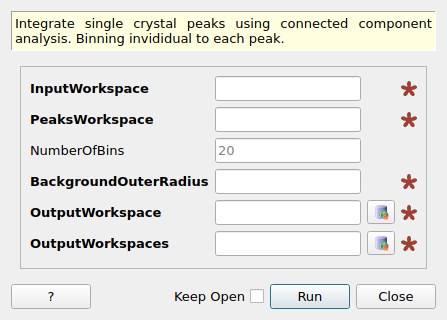 Integrate single crystal peaks using connected component
analysis. Binning invididual to each peak.
InputWorkspace
PeaksWorkspace
NumberOfBins 20
BackgroundOuterRadius
OutputWorkspace
OutputWorkspaces
? Keep Open Run Close